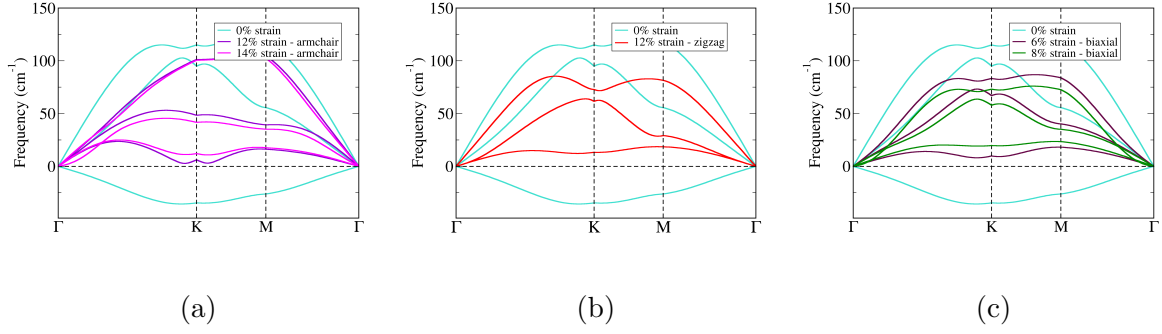 150
100
50
0
Frequency (cm⁻¹)
0% strain
12% strain - armchair
14% strain - armchair
Γ K M Γ
(a)
150
100
50
0
Frequency (cm⁻¹)
0% strain
12% strain - zigzag
Γ K M Γ
(b)
150
100
50
0
Frequency (cm⁻¹)
0% strain
6% strain - biaxial
8% strain - biaxial
Γ K M Γ
(c)